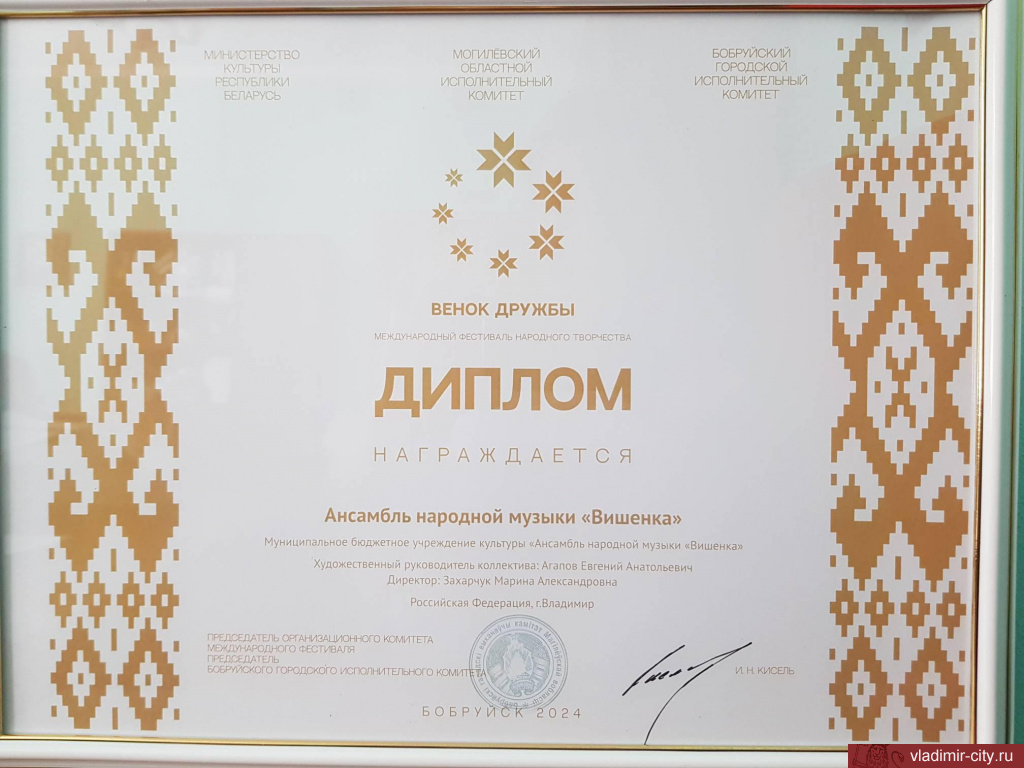 МИНИСТЕРСТВО
КУЛЬТУРЫ
РЕСПУБЛИКИ
БЕЛАРУСЬ
МОГИЛЁВСКИЙ
ОБЛАСТНОЙ
ИСПОЛНИТЕЛЬНЫЙ
КОМИТЕТ
БОБРУЙСКИЙ
ГОРОДСКОЙ
ИСПОЛНИТЕЛЬНЫЙ
КОМИТЕТ
ВЕНОК ДРУЖБЫ
МЕЖДУНАРОДНЫЙ ФЕСТИВАЛЬ НАРОДНОГО ТВОРЧЕСТВА
ДИПЛОМ
НАГРАЖДАЕТСЯ
Ансамбль народной музыки «Вишенка»
Муниципальное бюджетное учреждение культуры «Ансамбль народной музыки «Вишенка»
Художественный руководитель коллектива: Агапов Евгений Анатольевич
Директор: Захарчук Марина Александровна
Российская Федерация, г.Владимир
ПРЕДСЕДАТЕЛЬ ОРГАНИЗАЦИОННОГО КОМИТЕТА
МЕЖДУНАРОДНОГО ФЕСТИВАЛЯ
ПРЕДСЕДАТЕЛЬ
БОБРУЙСКОГО ГОРОДСКОГО ИСПОЛНИТЕЛЬНОГО КОМИТЕТА
И. Н. КИСЕЛЬ
БОБРУЙСК 2024
vladimir-city.ru